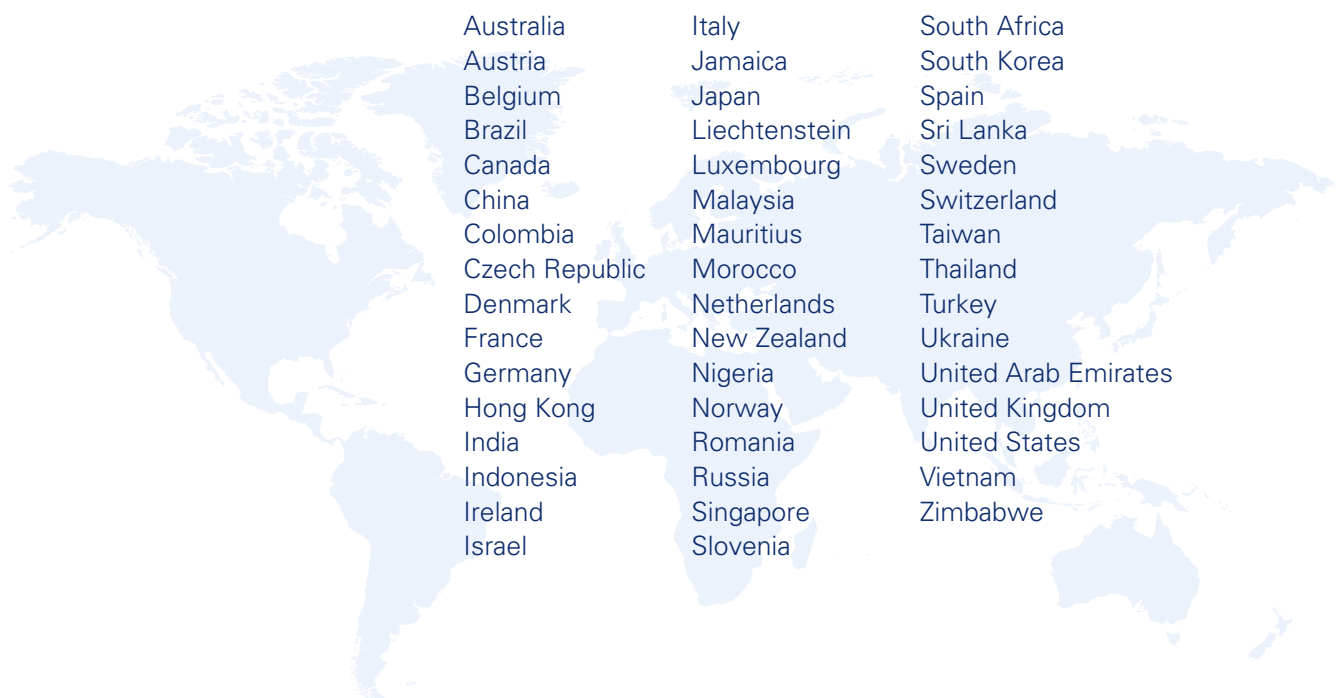 Australia
Austria
Belgium
Brazil
Canada
China
Colombia
Czech Republic
Denmark
France
Germany
Hong Kong
India
Indonesia
Ireland
Israel
Italy
Jamaica
Japan
Liechtenstein
Luxembourg
Malaysia
Mauritius
Morocco
Netherlands
New Zealand
Nigeria
Norway
Romania
Russia
Singapore
Slovenia
South Africa
South Korea
Spain
Sri Lanka
Sweden
Switzerland
Taiwan
Thailand
Turkey
Ukraine
United Arab Emirates
United Kingdom
United States
Vietnam
Zimbabwe